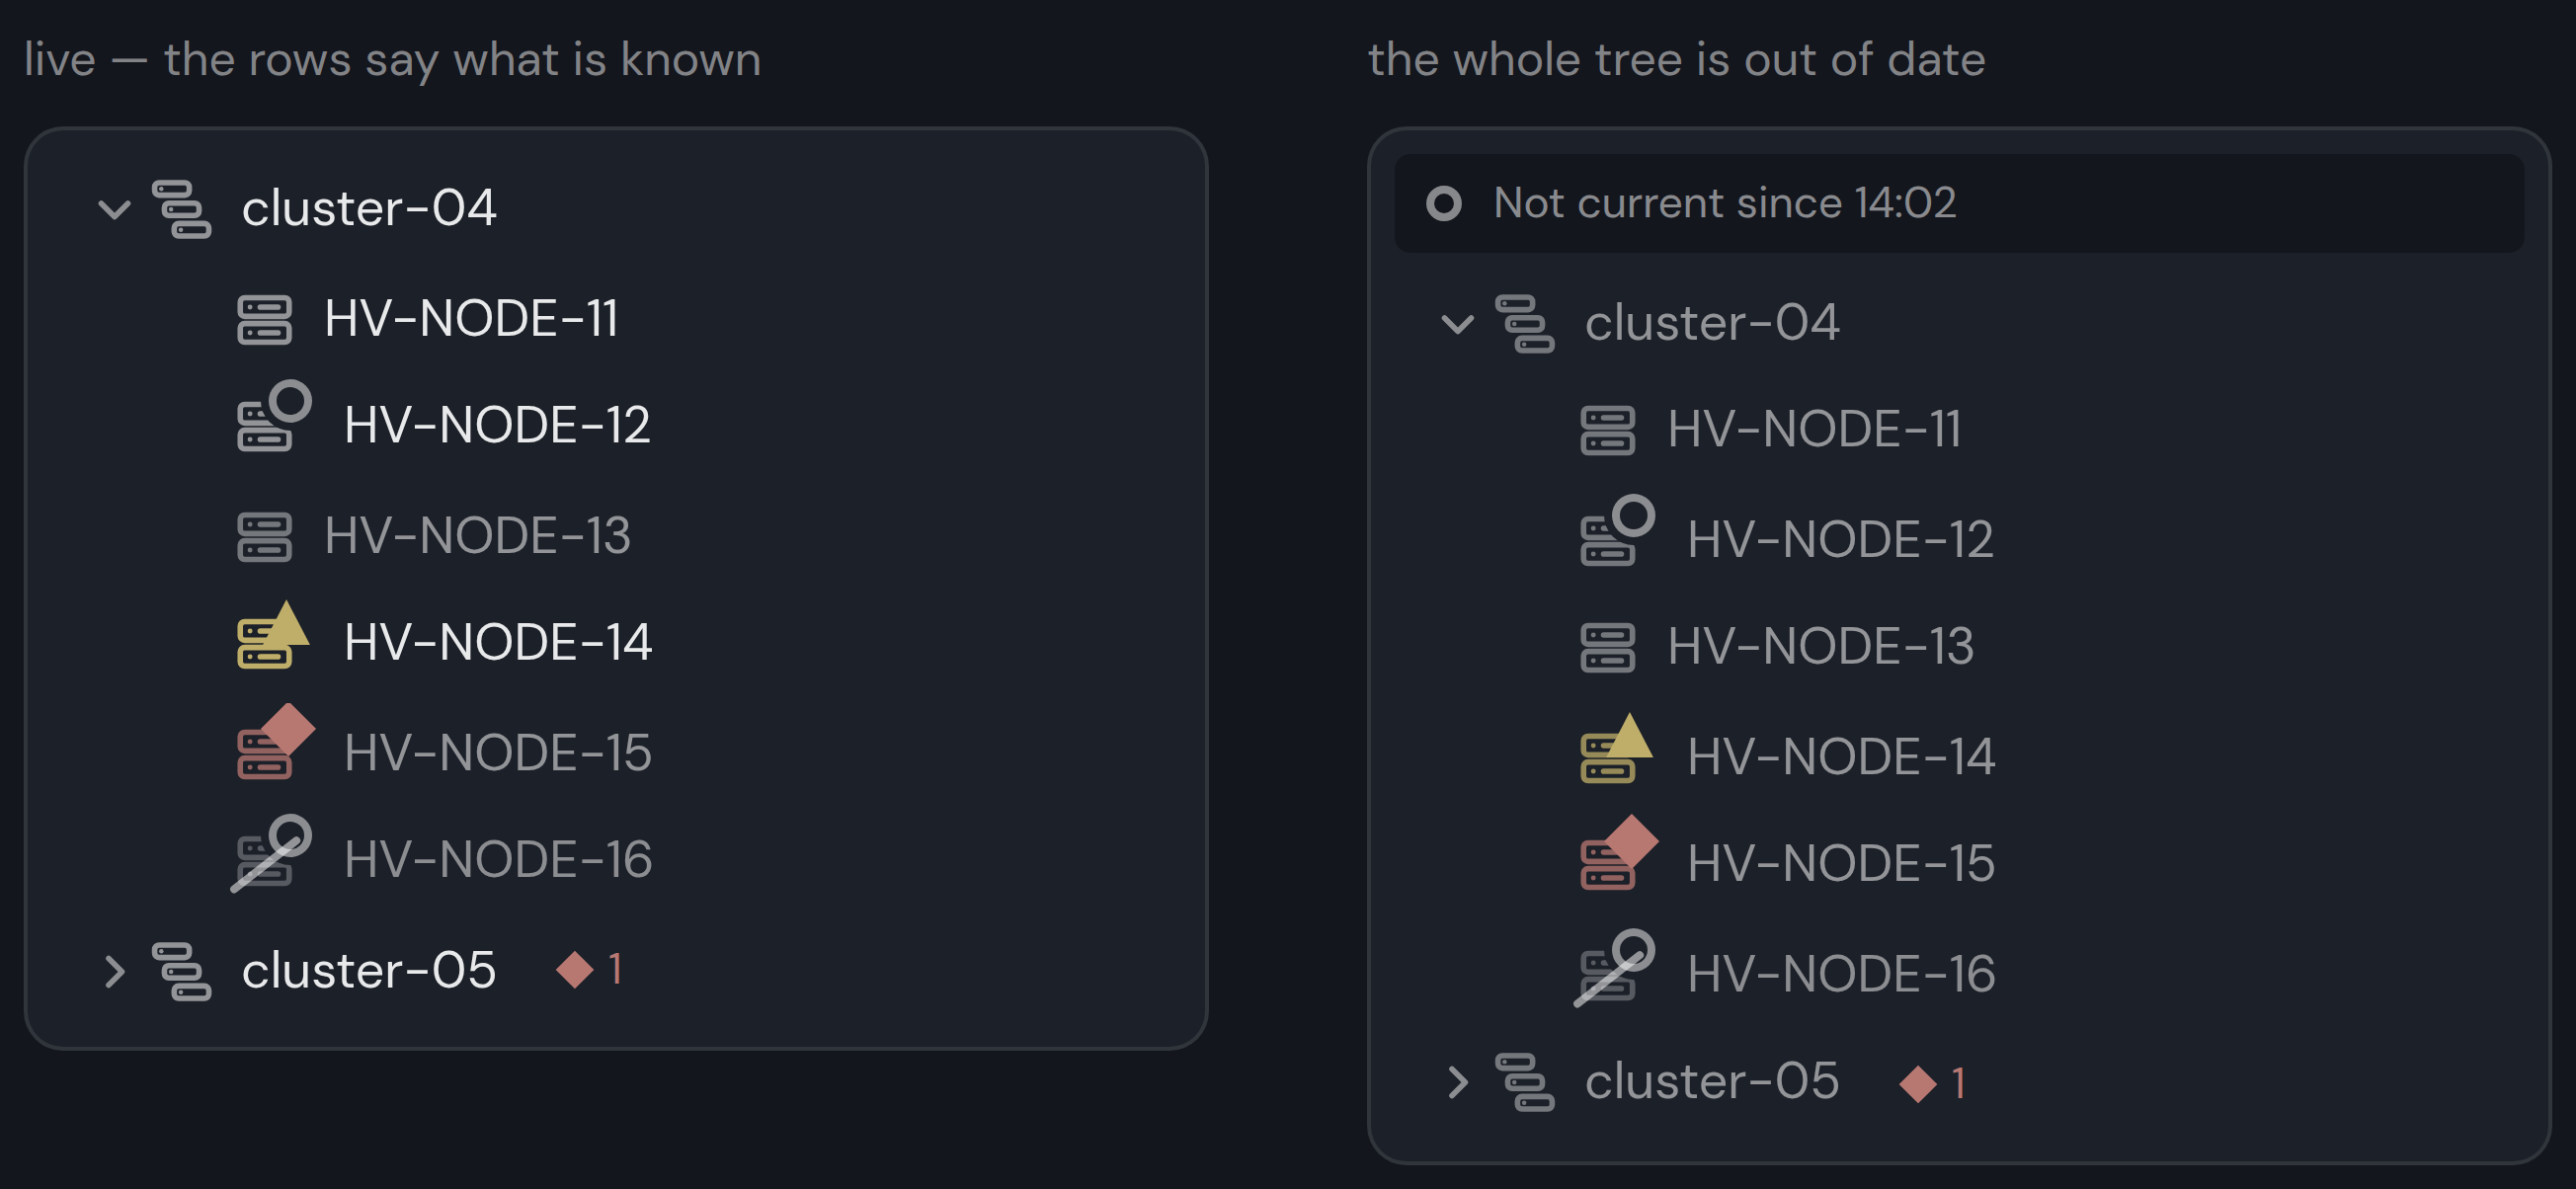 live — the rows say what is known
cluster-04
HV-NODE-11
HV-NODE-12
HV-NODE-13
HV-NODE-14
HV-NODE-15
HV-NODE-16
cluster-05 1
the whole tree is out of date
Not current since 14:02
cluster-04
HV-NODE-11
HV-NODE-12
HV-NODE-13
HV-NODE-14
HV-NODE-15
HV-NODE-16
cluster-05 1